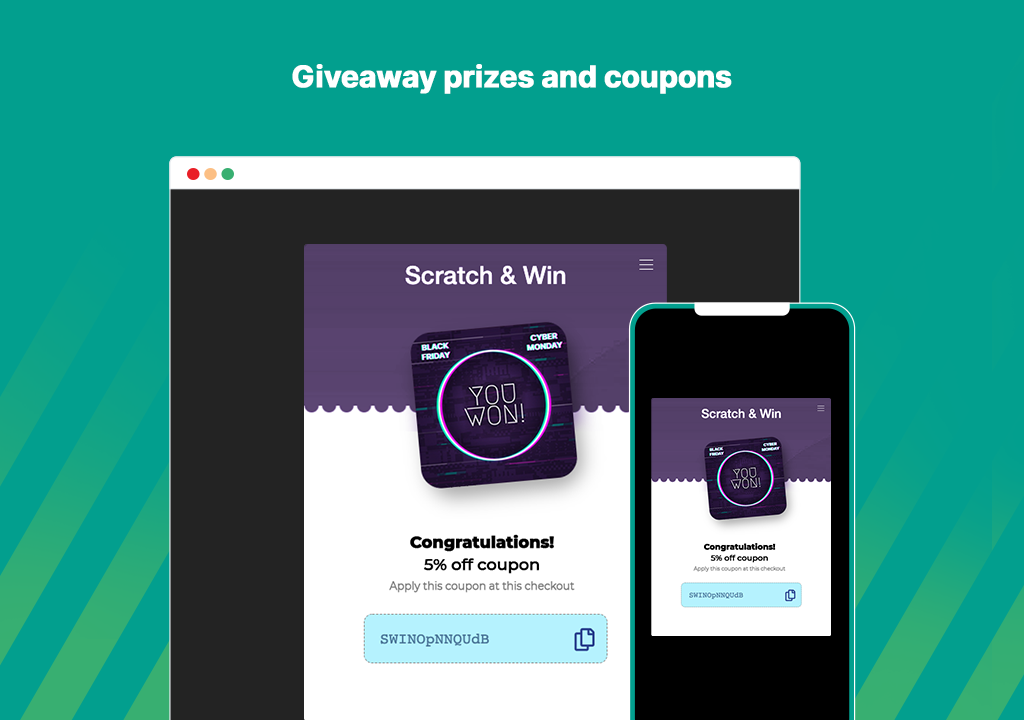 Giveaway prizes and coupons
Scratch & Win
BLACK
FRIDAY
CYBER
MONDAY
YOU
WON!
Congratulations!
5% off coupon
Apply this coupon at this checkout
SWINOpNNQUdB
Scratch & Win
BLACK
FRIDAY
CYBER
MONDAY
YOU
WON!
Congratulations!
5% off coupon
Apply this coupon at this checkout
SWINOpNNQUdB